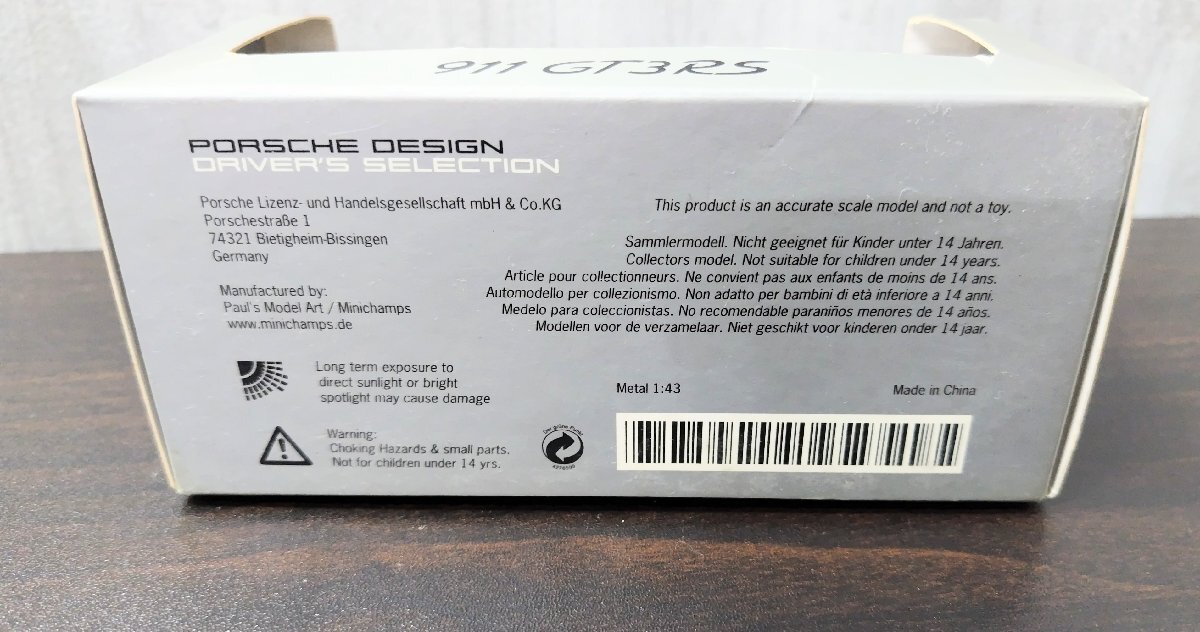 911 GT3RS
PORSCHE DESIGN
DRIVER'S SELECTION
Porsche Lizenz- und Handelsgesellschaft mbH & Co.KG
Porschestraße 1
74321 Bietigheim-Bissingen
Germany
Manufactured by:
Paul's Model Art / Minichamps
www.minichamps.de
Long term exposure to
direct sunlight or bright
spotlight may cause damage
Warning:
Choking Hazards & small parts.
Not for children under 14 yrs.
This product is an accurate scale model and not a toy.
Sammlermodell. Nicht geeignet für Kinder unter 14 Jahren.
Collectors model. Not suitable for children under 14 years.
Article pour collectionneurs. Ne convient pas aux enfants de moins de 14 ans.
Automodello per collezionismo. Non adatto per bambini di età inferiore a 14 anni.
Medelo para coleccionistas. No recomendable paraniños menores de 14 años.
Modellen voor de verzamelaar. Niet geschikt voor kinderen onder 14 jaar.
Metal 1:43
Made in China
Der grüne Punkt